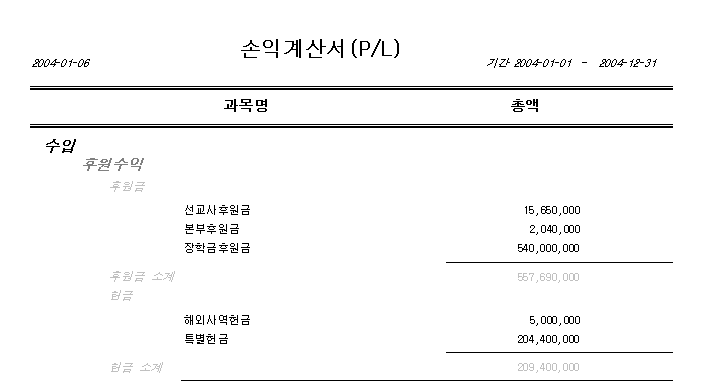 손익계산서(P/L)
2004-01-06 기간 2004-01-01 - 2004-12-31
과목명 총액
수입
후원수익
후원금
선교사후원금 15,650,000
본부후원금 2,040,000
장학금후원금 540,000,000
후원금 소계 557,690,000
헌금
해외사역헌금 5,000,000
특별헌금 204,400,000
헌금 소계 209,400,000